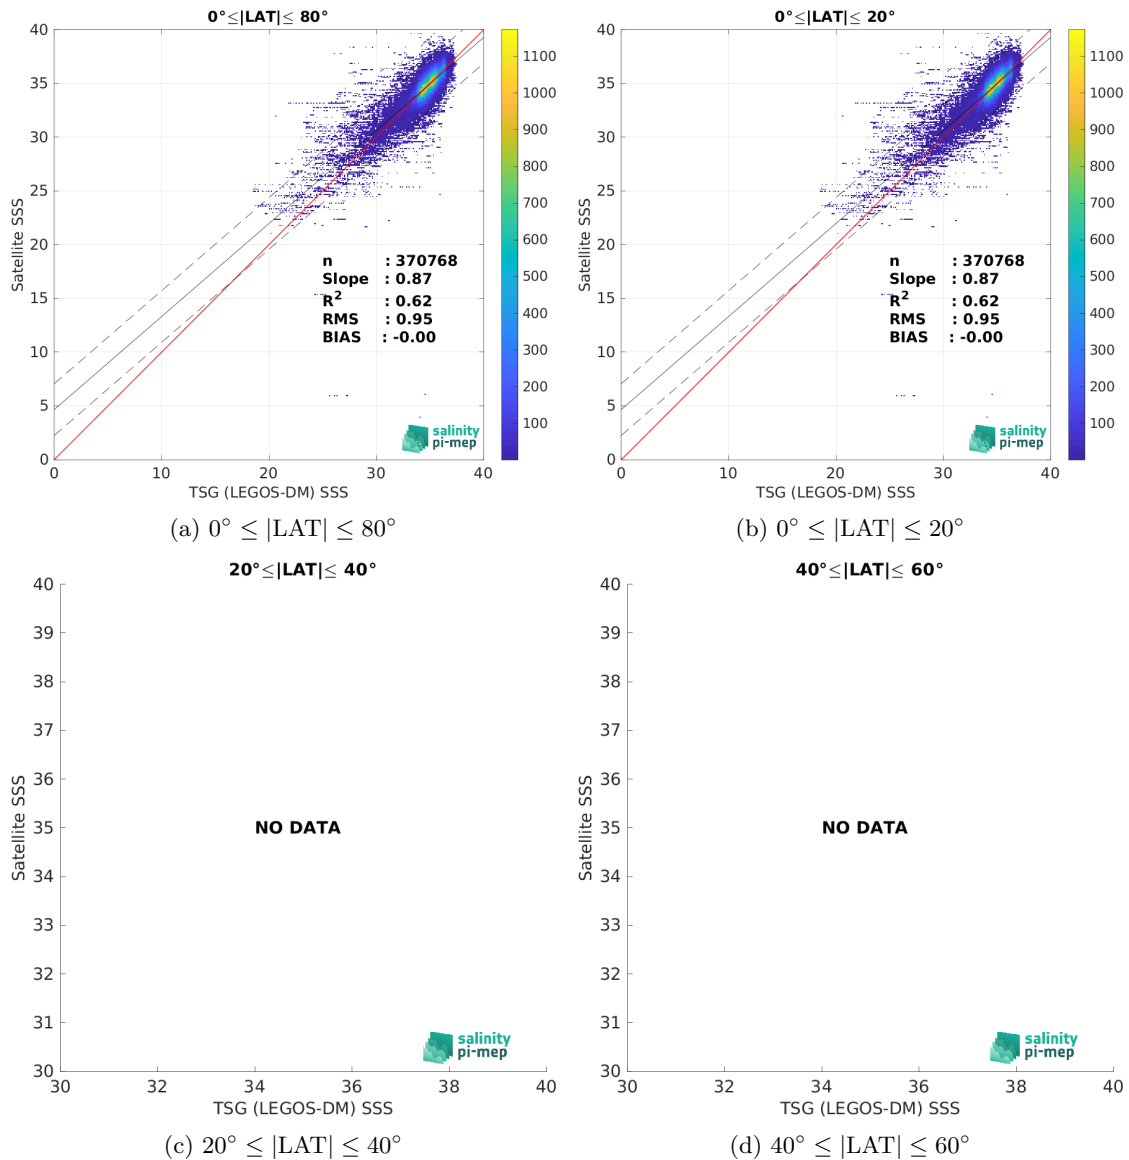 0°≤|LAT|≤ 80°
40
35
30
25
20
15
10
5
0
Satellite SSS
n : 370768
Slope : 0.87
R² : 0.62
RMS : 0.95
BIAS : -0.00
salinity
pi-mep
0 10 20 30 40
TSG (LEGOS-DM) SSS
1100
1000
900
800
700
600
500
400
300
200
100
(a) 0° ≤ |LAT| ≤ 80°
0°≤|LAT|≤ 20°
40
35
30
25
20
15
10
5
0
Satellite SSS
n : 370768
Slope : 0.87
R² : 0.62
RMS : 0.95
BIAS : -0.00
salinity
pi-mep
0 10 20 30 40
TSG (LEGOS-DM) SSS
1100
1000
900
800
700
600
500
400
300
200
100
(b) 0° ≤ |LAT| ≤ 20°
20°≤|LAT|≤ 40°
40
39
38
37
36
35
34
33
32
31
30
Satellite SSS
NO DATA
salinity
pi-mep
30 32 34 36 38 40
TSG (LEGOS-DM) SSS
(c) 20° ≤ |LAT| ≤ 40°
40°≤|LAT|≤ 60°
40
39
38
37
36
35
34
33
32
31
30
Satellite SSS
NO DATA
salinity
pi-mep
30 32 34 36 38 40
TSG (LEGOS-DM) SSS
(d) 40° ≤ |LAT| ≤ 60°